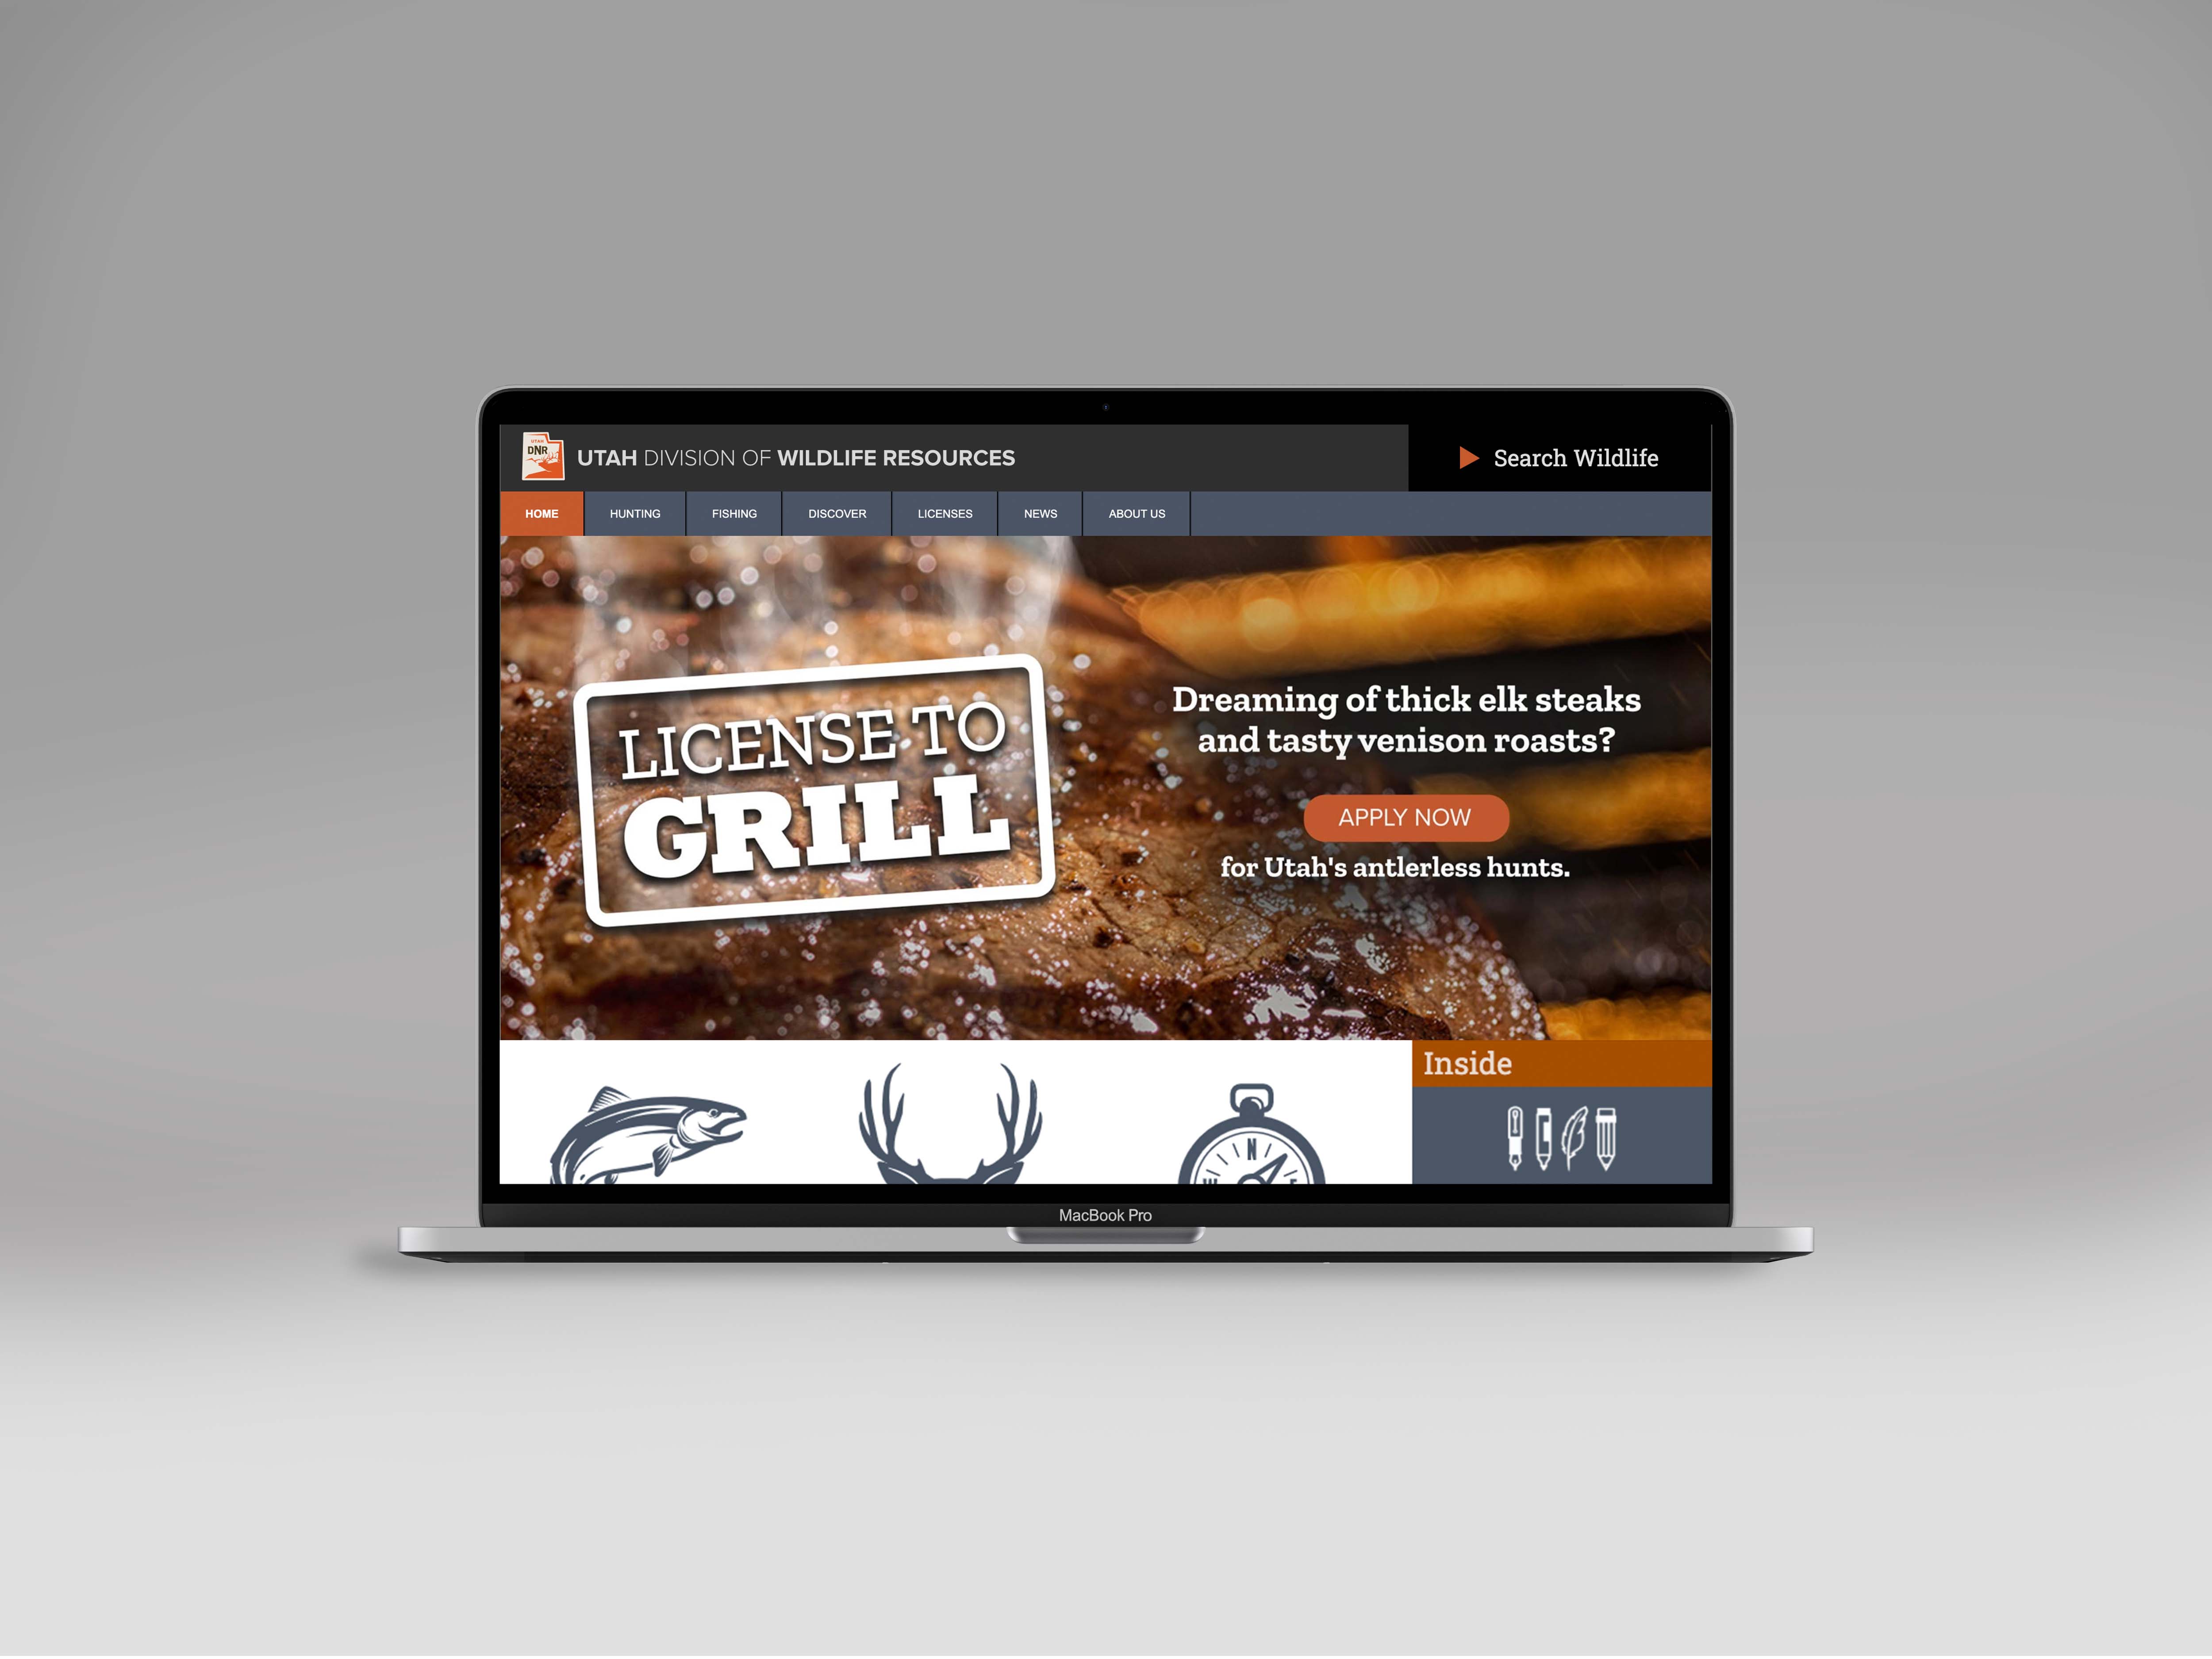 UTAH
DNR
UTAH DIVISION OF WILDLIFE RESOURCES
Search Wildlife
HOME
HUNTING
FISHING
DISCOVER
LICENSES
NEWS
ABOUT US
LICENSE TO
GRILL
Dreaming of thick elk steaks
and tasty venison roasts?
APPLY NOW
for Utah's antlerless hunts.
Inside
N
W
E
MacBook Pro